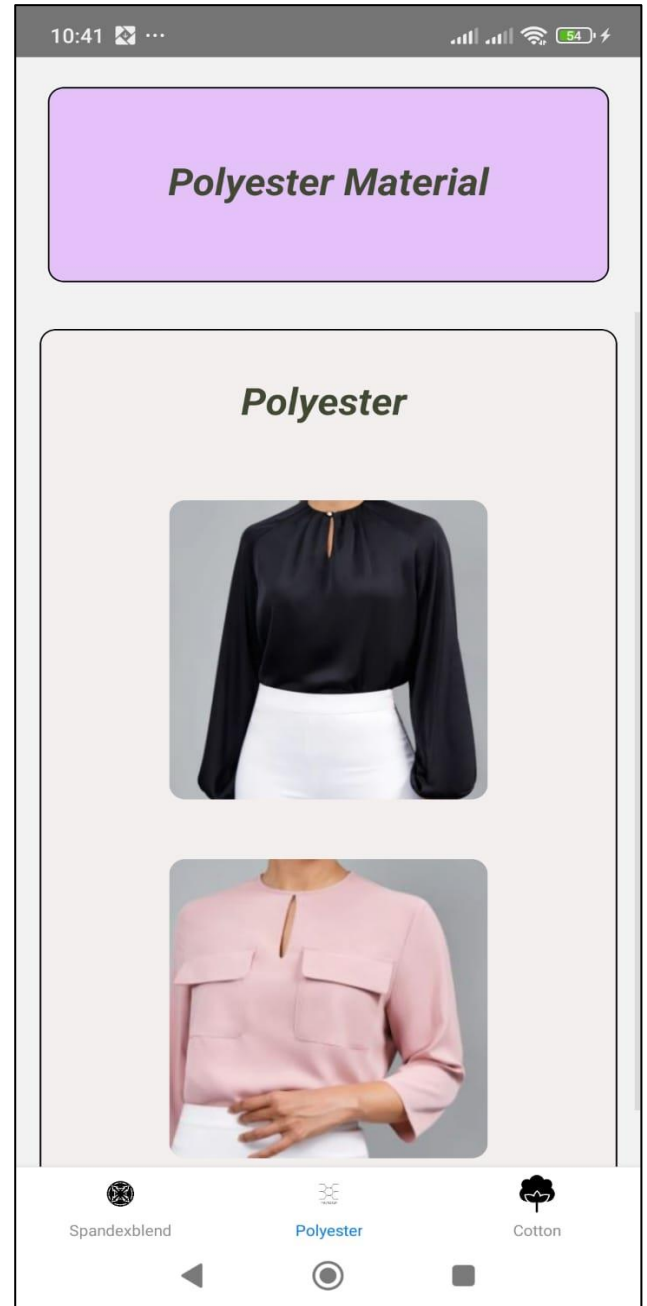 10:41 ...
54
Polyester Material
Polyester
Spandexblend
Polyester
Cotton